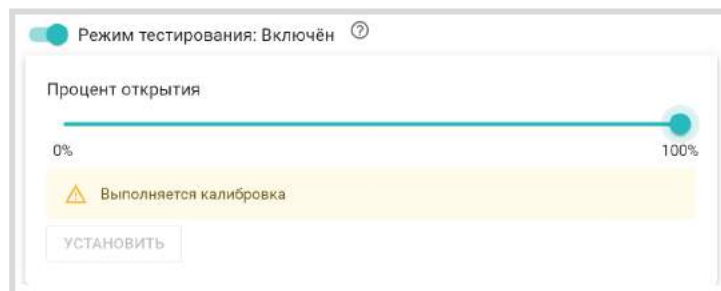 Режим тестирования: Включён
Процент открытия
0% 100%
Выполняется калибровка
УСТАНОВИТЬ